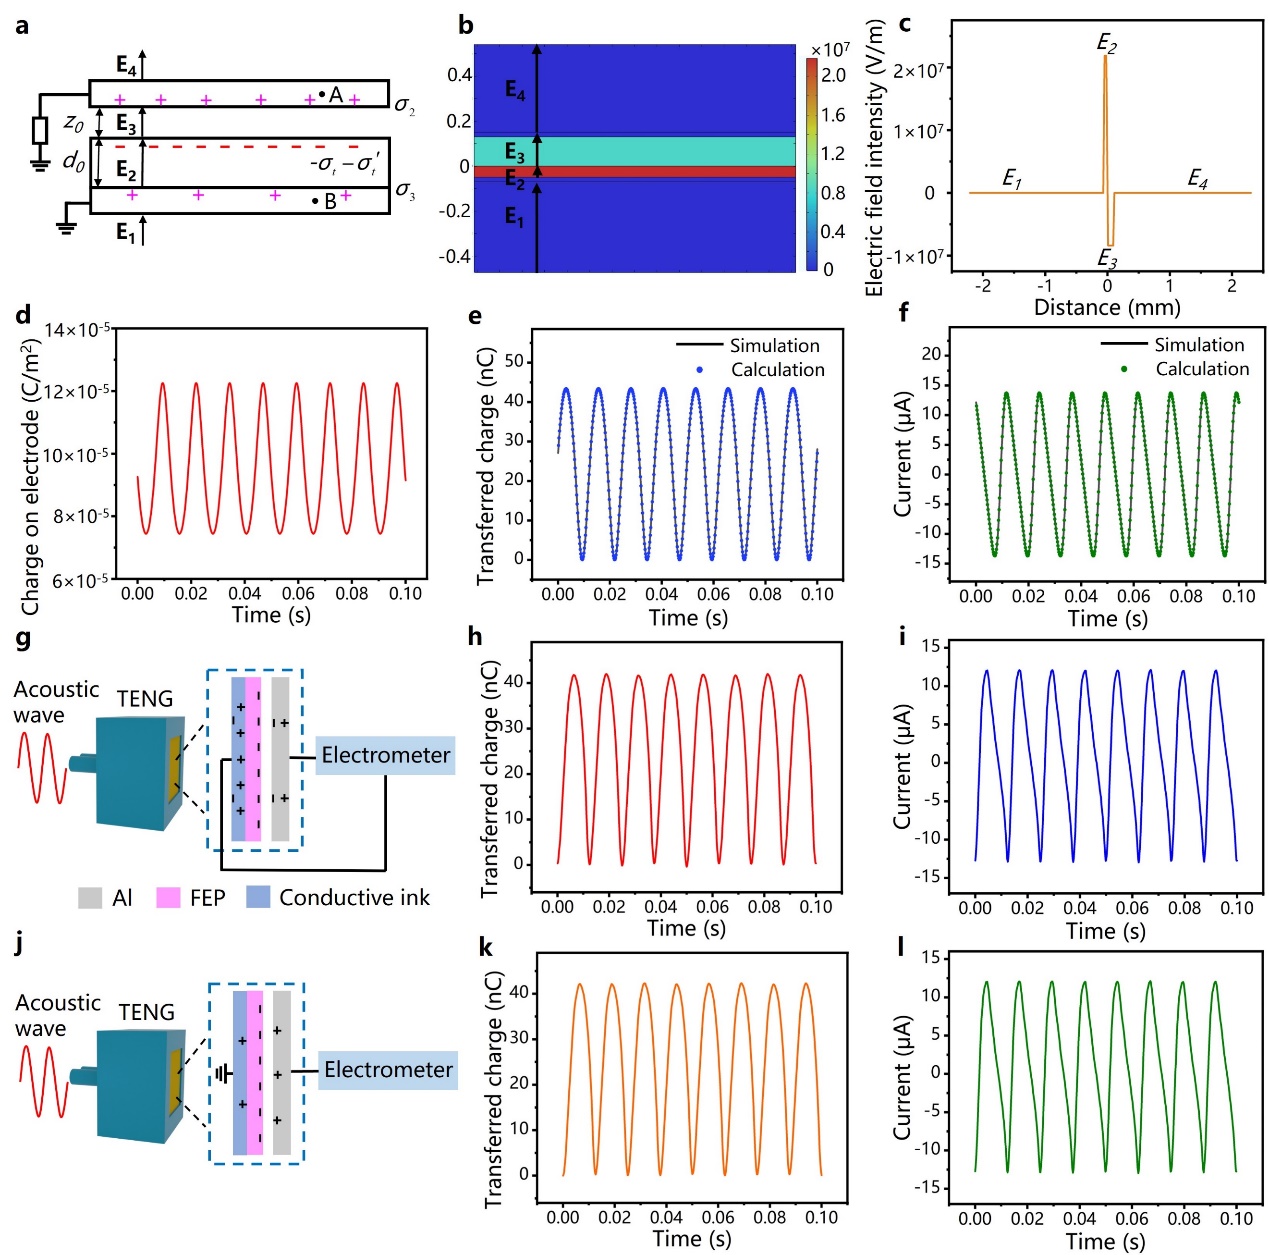 a
E4
A
σ2
z0
E3
d0
E2
-σt−σt′
σ3
B
E1
b
×10⁷
0.4
0.2
0
-0.2
-0.4
E4
E3
E2
E1
2.0
1.6
1.2
0.8
0.4
0
c
Electric field intensity (V/m)
2×10⁷
1×10⁷
0
-1×10⁷
E2
E1
E4
E3
-2 -1 0 1 2
Distance (mm)
d
Charge on electrode (C/m²)
14×10⁻⁵
12×10⁻⁵
10×10⁻⁵
8×10⁻⁵
6×10⁻⁵
0.00 0.02 0.04 0.06 0.08 0.10
Time (s)
e
Transferred charge (nC)
50
40
30
20
10
0
Simulation
Calculation
0.00 0.02 0.04 0.06 0.08 0.10
Time (s)
f
Current (μA)
20
15
10
5
0
-5
-10
-15
Simulation
Calculation
0.00 0.02 0.04 0.06 0.08 0.10
Time (s)
g
Acoustic
wave
TENG
Electrometer
Al FEP Conductive ink
h
Transferred charge (nC)
40
30
20
10
0
0.00 0.02 0.04 0.06 0.08 0.10
Time (s)
i
Current (μA)
15
10
5
0
-5
-10
-15
0.00 0.02 0.04 0.06 0.08 0.10
Time (s)
j
Acoustic
wave
TENG
Electrometer
k
Transferred charge (nC)
40
30
20
10
0
0.00 0.02 0.04 0.06 0.08 0.10
Time (s)
l
Current (μA)
15
10
5
0
-5
-10
-15
0.00 0.02 0.04 0.06 0.08 0.10
Time (s)